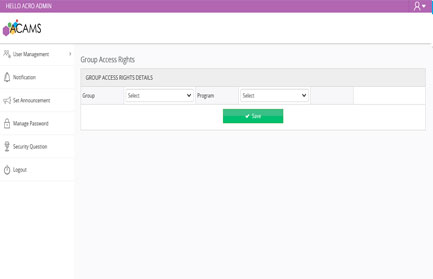 HELLO ACRO ADMIN
ACAMS
User Management
Notification
Set Announcement
Manage Password
Security Question
Logout
Group Access Rights
GROUP ACCESS RIGHTS DETAILS
Group Select Program Select
Save